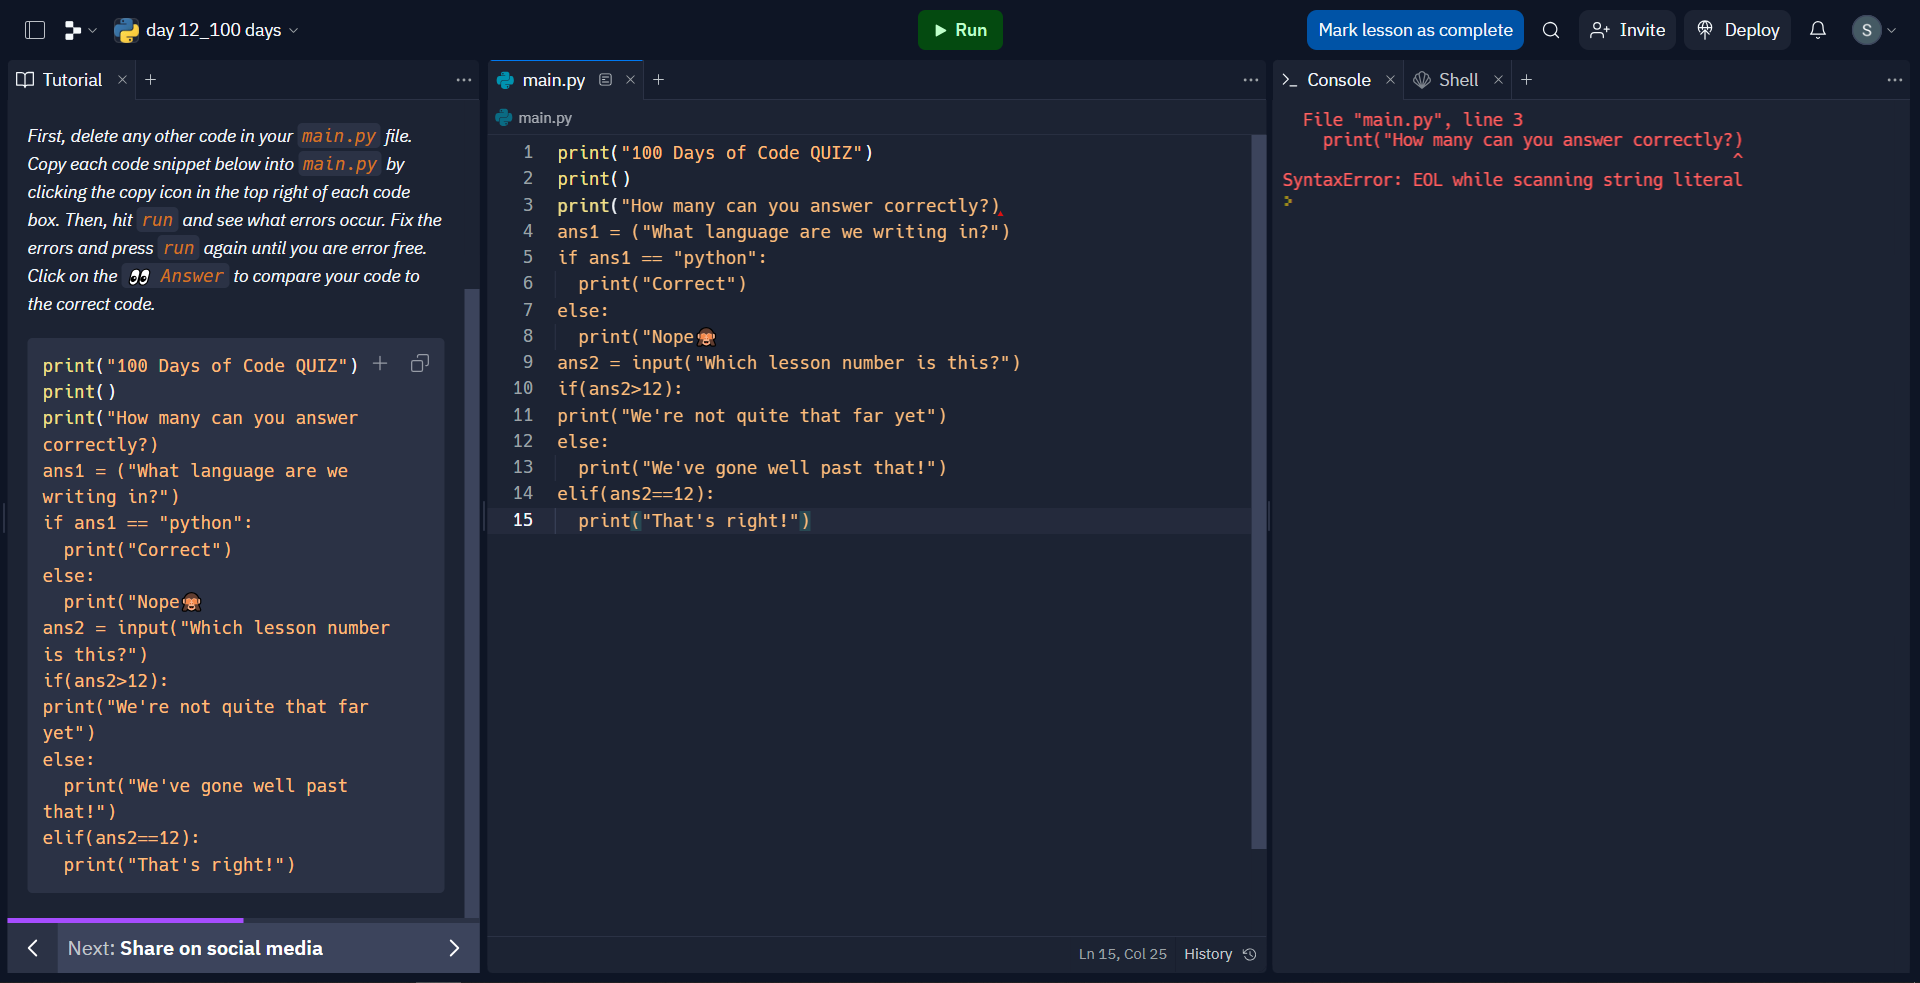 day 12_100 days
Run
Mark lesson as complete
Invite
Deploy
S
Tutorial
First, delete any other code in your main.py file.
Copy each code snippet below into main.py by
clicking the copy icon in the top right of each code
box. Then, hit run and see what errors occur. Fix the
errors and press run again until you are error free.
Click on the 👀 Answer to compare your code to
the correct code.
print("100 Days of Code QUIZ")
print()
print("How many can you answer
correctly?)
ans1 = ("What language are we
writing in?")
if ans1 == "python":
  print("Correct")
else:
  print("Nope🙈
ans2 = input("Which lesson number
is this?")
if(ans2>12):
print("We're not quite that far
yet")
else:
  print("We've gone well past
that!")
elif(ans2==12):
  print("That's right!")
Next: Share on social media
main.py
main.py
1 print("100 Days of Code QUIZ")
2 print()
3 print("How many can you answer correctly?)
4 ans1 = ("What language are we writing in?")
5 if ans1 == "python":
6   print("Correct")
7 else:
8   print("Nope🙈
9 ans2 = input("Which lesson number is this?")
10 if(ans2>12):
11 print("We're not quite that far yet")
12 else:
13   print("We've gone well past that!")
14 elif(ans2==12):
15   print("That's right!")
Ln 15, Col 25 History
Console
Shell
File "main.py", line 3
print("How many can you answer correctly?)
^
SyntaxError: EOL while scanning string literal